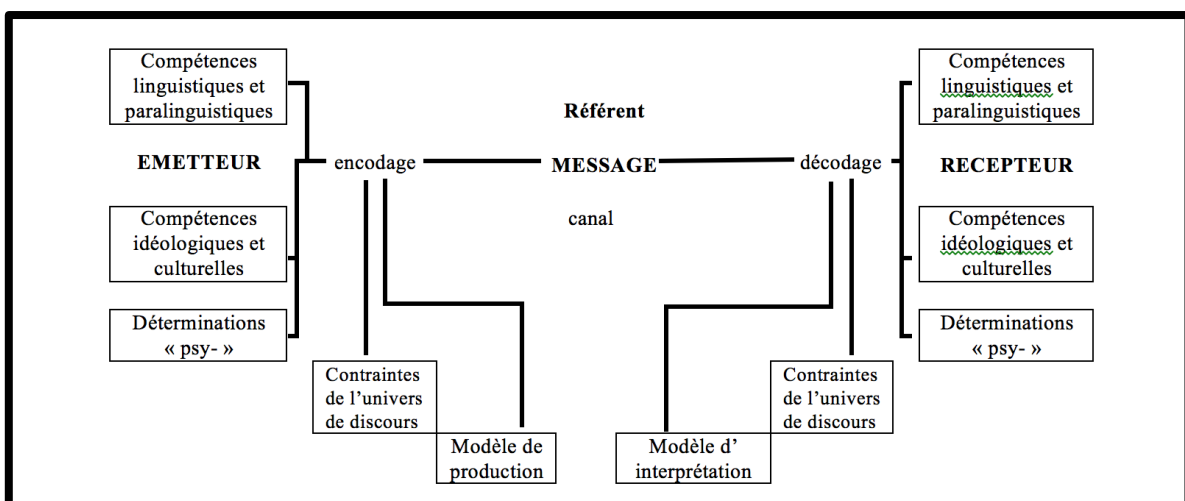 Compétences
linguistiques et
paralinguistiques
EMETTEUR
Compétences
idéologiques et
culturelles
Déterminations
« psy- »
encodage
Contraintes
de l’univers
de discours
Modèle de
production
Référent
MESSAGE
canal
décodage
Modèle d’
interprétation
Contraintes
de l’univers
de discours
Compétences
linguistiques et
paralinguistiques
RECEPTEUR
Compétences
idéologiques et
culturelles
Déterminations
« psy- »